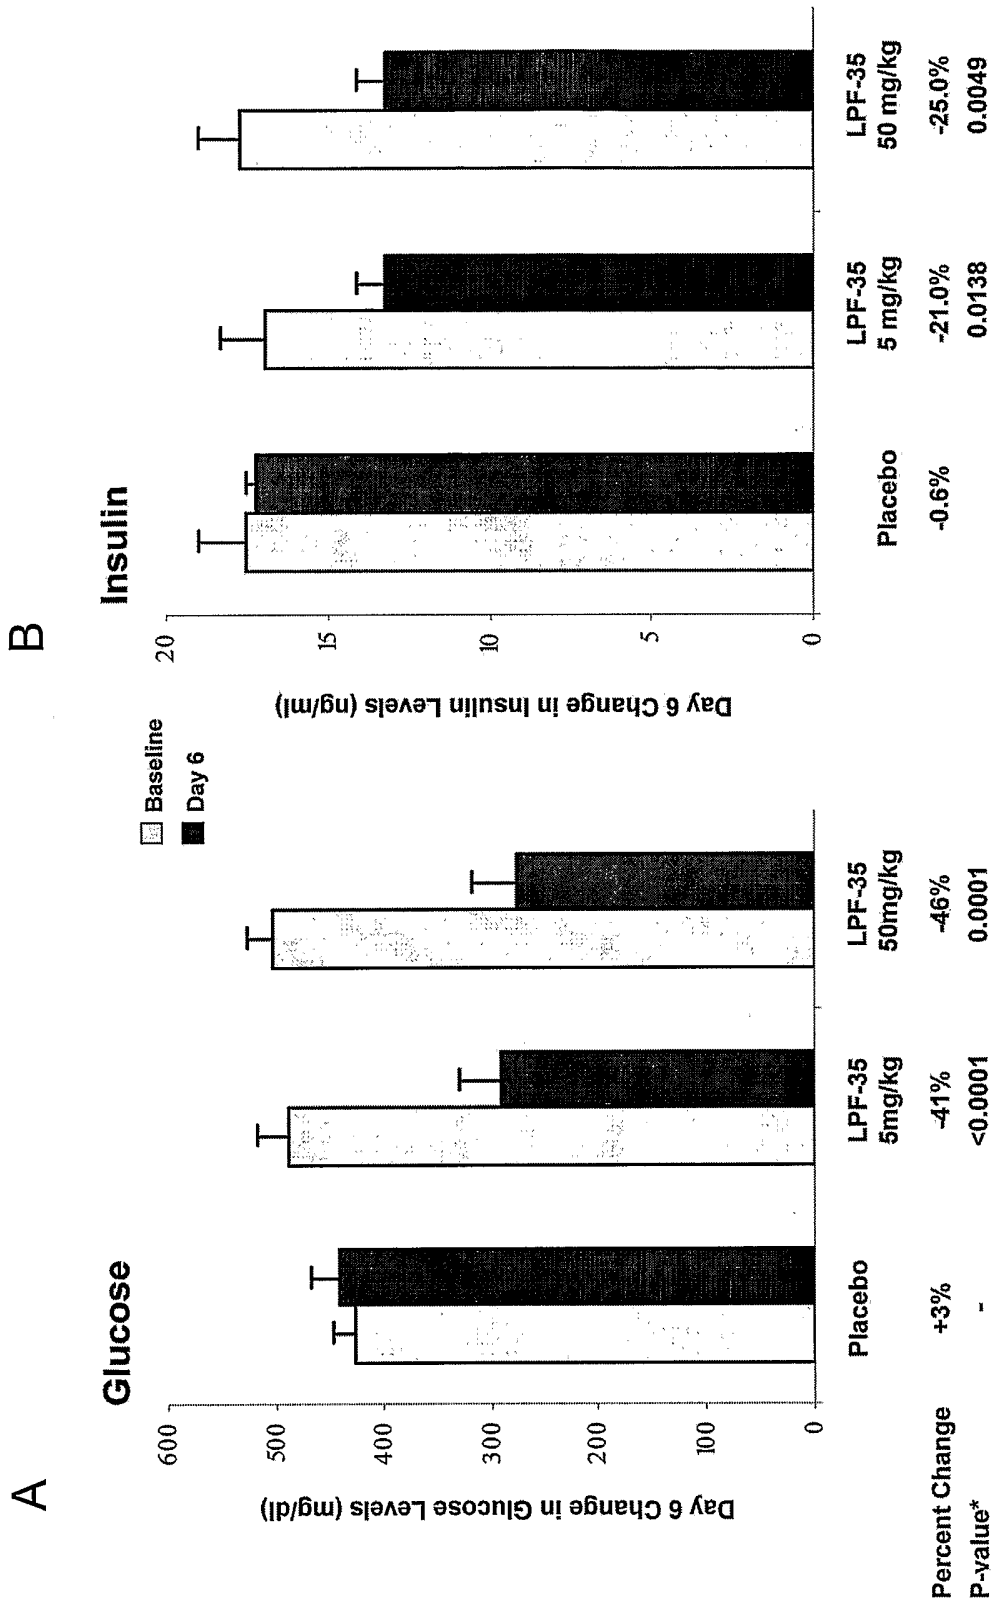 A
Glucose
Day 6 Change in Glucose Levels (mg/dl)
600
500
400
300
200
100
0
Placebo
LPF-35
5mg/kg
LPF-35
50mg/kg
Percent Change
+3%
-41%
-46%
P-value*
-
<0.0001
0.0001
Baseline
Day 6
B
Insulin
Day 6 Change in Insulin Levels (ng/ml)
20
15
10
5
0
Placebo
LPF-35
5 mg/kg
LPF-35
50 mg/kg
-0.6%
-21.0%
-25.0%
0.0138
0.0049